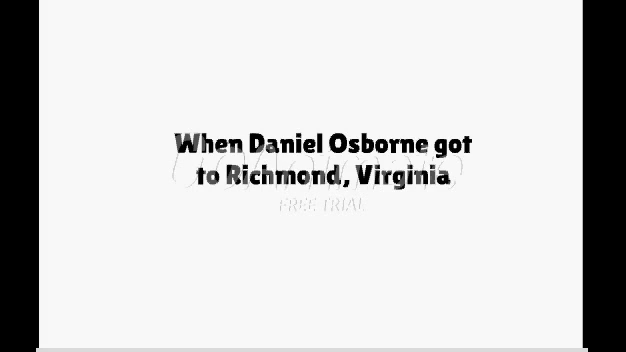 When Daniel Osborne got
to Richmond, Virginia
FREE TRIAL